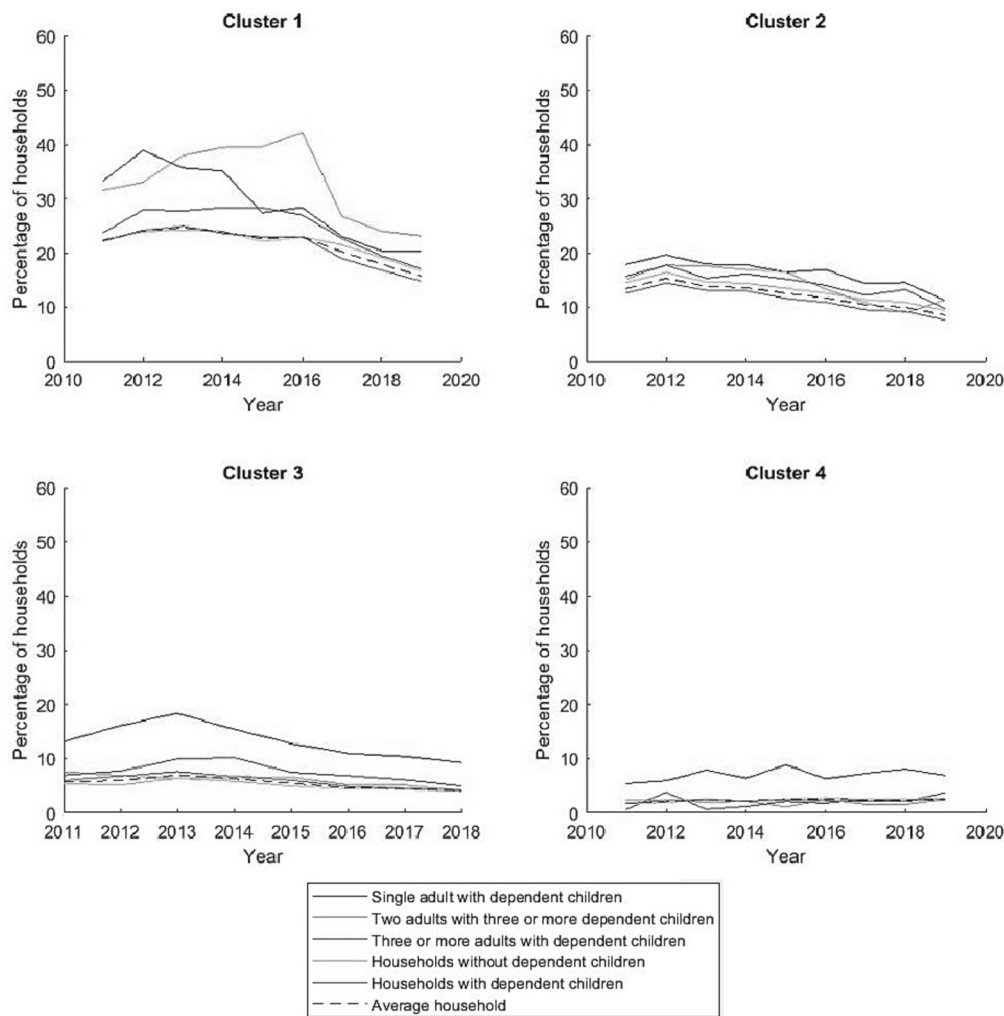 Cluster 1
60
50
40
30
20
10
0
Percentage of households
2010 2012 2014 2016 2018 2020
Year
Cluster 2
60
50
40
30
20
10
0
Percentage of households
2010 2012 2014 2016 2018 2020
Year
Cluster 3
60
50
40
30
20
10
0
Percentage of households
2011 2012 2013 2014 2015 2016 2017 2018
Year
Cluster 4
60
50
40
30
20
10
0
Percentage of households
2010 2012 2014 2016 2018 2020
Year
Single adult with dependent children
Two adults with three or more dependent children
Three or more adults with dependent children
Households without dependent children
Households with dependent children
Average household